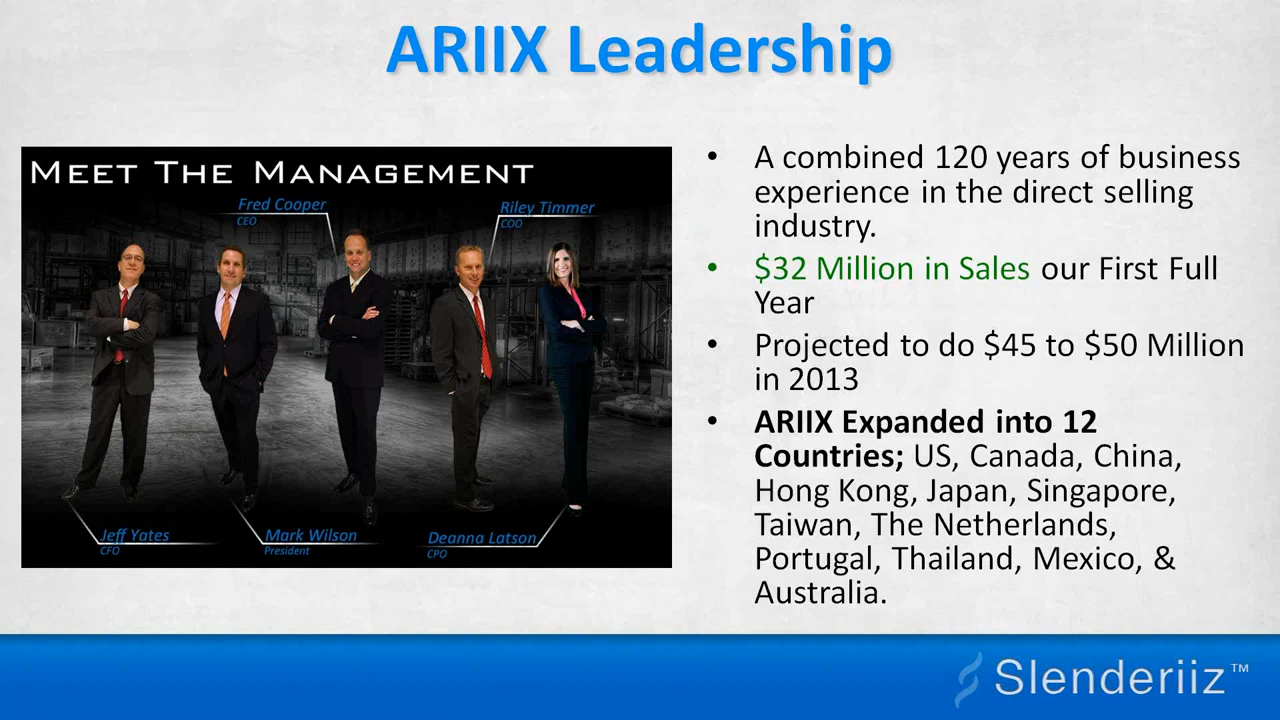 ARIIX Leadership
MEET THE MANAGEMENT
Fred Cooper
CEO
Riley Timmer
COO
Jeff Yates
CFO
Mark Wilson
President
Deanna Latson
CPO
• A combined 120 years of business
experience in the direct selling
industry.
• $32 Million in Sales our First Full
Year
• Projected to do $45 to $50 Million
in 2013
• ARIIX Expanded into 12
Countries; US, Canada, China,
Hong Kong, Japan, Singapore,
Taiwan, The Netherlands,
Portugal, Thailand, Mexico, &
Australia.
Slenderiiz™